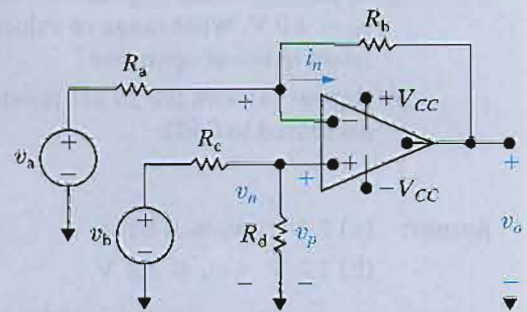 R_b
R_a
i_n
+V_CC
R_c
v_a
v_b
v_n
R_d
v_p
−V_CC
v_o